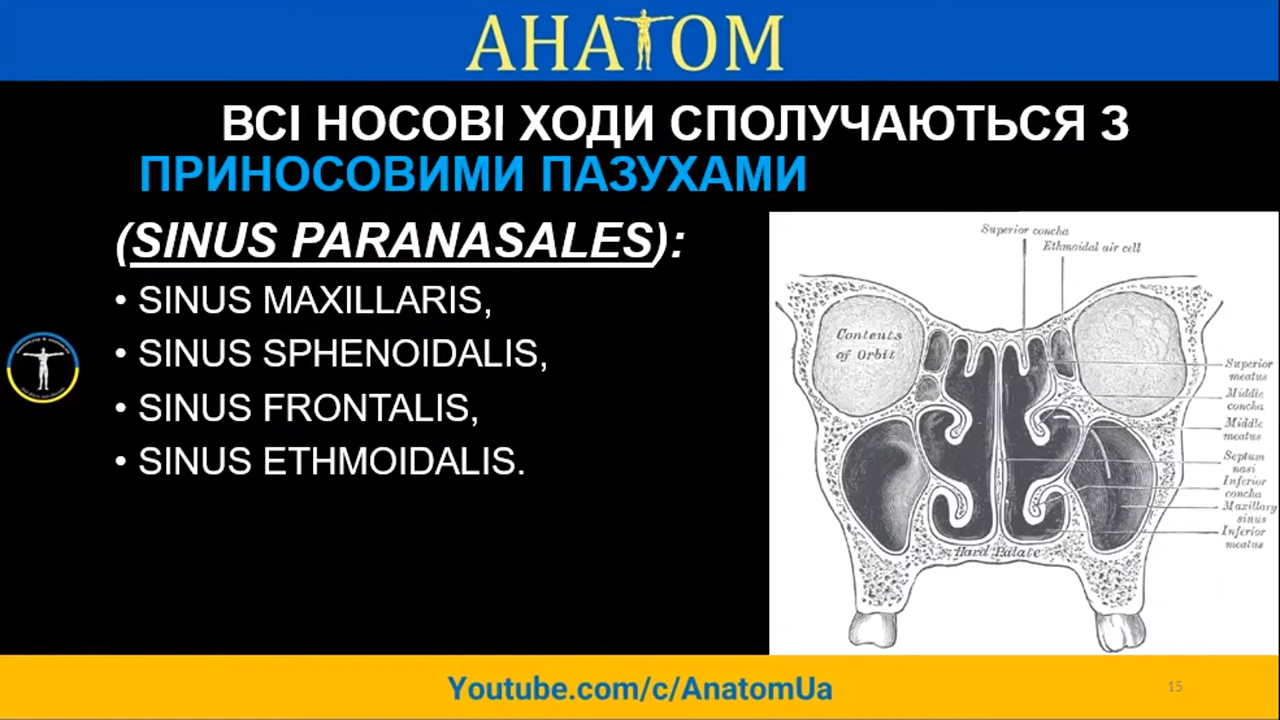 АНАТОМ
ВСІ НОСОВІ ХОДИ СПОЛУЧАЮТЬСЯ З
ПРИНОСОВИМИ ПАЗУХАМИ
(SINUS PARANASALES):
• SINUS MAXILLARIS,
• SINUS SPHENOIDALIS,
• SINUS FRONTALIS,
• SINUS ETHMOIDALIS.
Superior concha
Ethmoidal air cell
Contents
of Orbit
Superior
meatus
Middle
concha
Middle
meatus
Septum
nasi
Inferior
concha
Maxillary
sinus
Inferior
meatus
Hard Palate
Youtube.com/c/AnatomUa
15